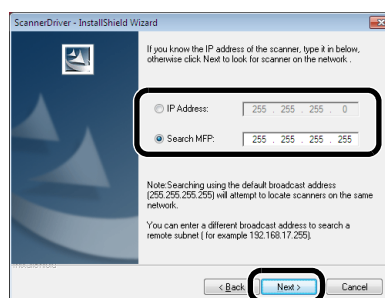 ScannerDriver - InstallShield Wizard
If you know the IP address of the scanner, type it in below,
otherwise click Next to look for scanner on the network .
IP Address: 255 . 255 . 255 . 0
Search MFP: 255 . 255 . 255 . 255
Note:Searching using the default broadcast address
(255.255.255.255) will attempt to locate scanners on the same
network.
You can enter a different broadcast address to search a
remote subnet ( for example 192.168.17.255).
InstallShield
< Back Next > Cancel